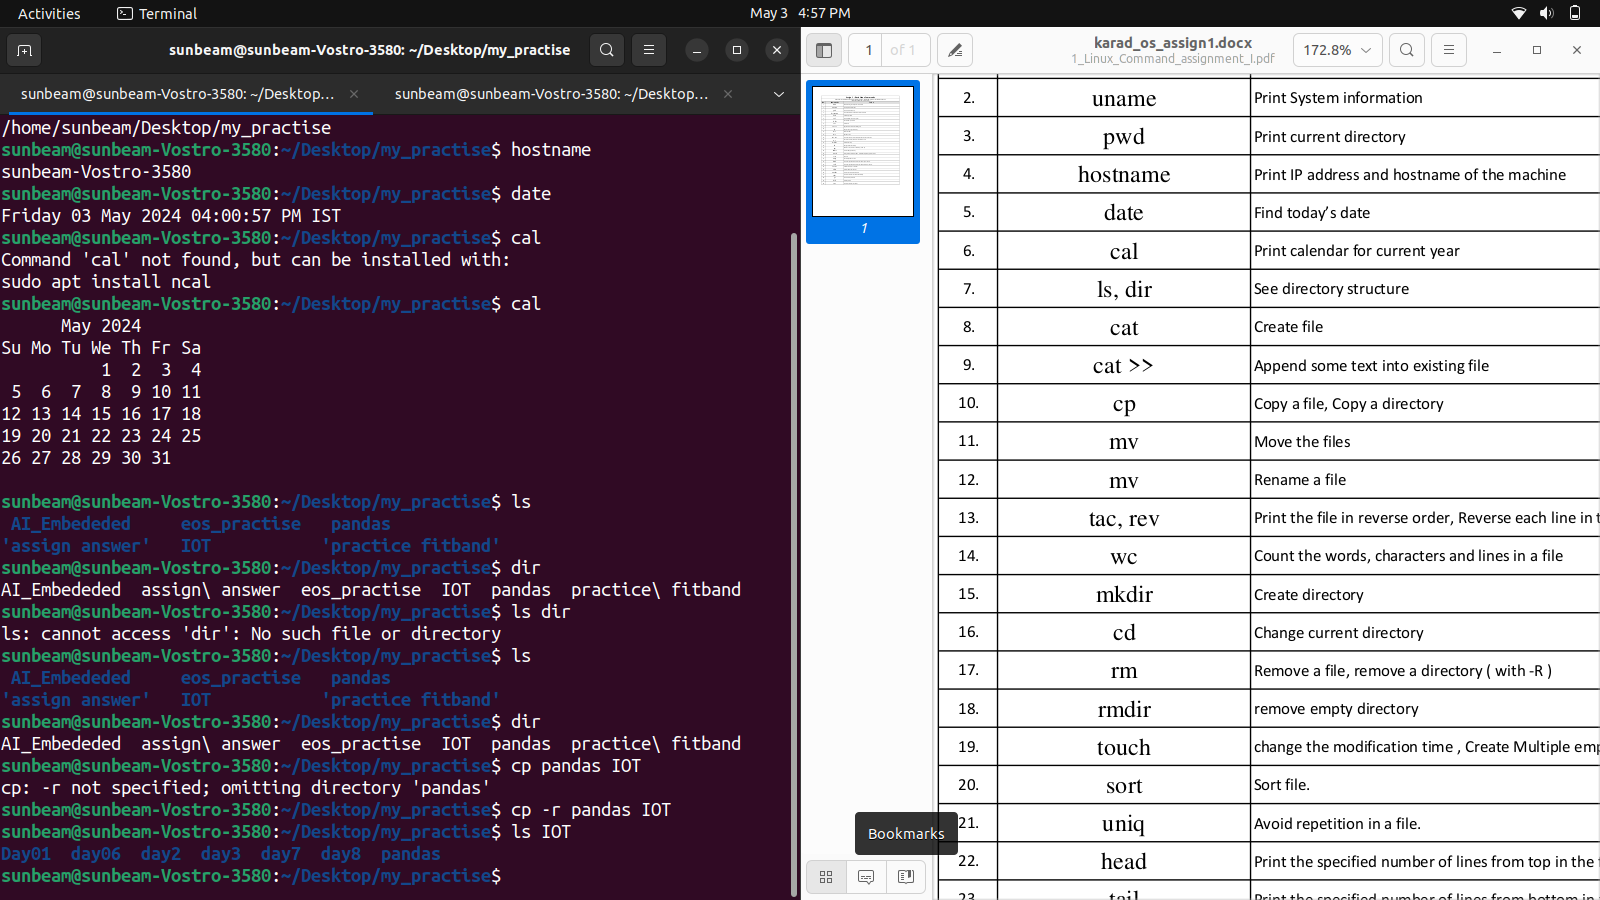 Activities
Terminal
May 3 4:57 PM
sunbeam@sunbeam-Vostro-3580: ~/Desktop/my_practise
sunbeam@sunbeam-Vostro-3580: ~/Desktop...
sunbeam@sunbeam-Vostro-3580: ~/Desktop...
/home/sunbeam/Desktop/my_practise
sunbeam@sunbeam-Vostro-3580:~/Desktop/my_practise$ hostname
sunbeam-Vostro-3580
sunbeam@sunbeam-Vostro-3580:~/Desktop/my_practise$ date
Friday 03 May 2024 04:00:57 PM IST
sunbeam@sunbeam-Vostro-3580:~/Desktop/my_practise$ cal
Command 'cal' not found, but can be installed with:
sudo apt install ncal
sunbeam@sunbeam-Vostro-3580:~/Desktop/my_practise$ cal
May 2024
Su Mo Tu We Th Fr Sa
1 2 3 4
5 6 7 8 9 10 11
12 13 14 15 16 17 18
19 20 21 22 23 24 25
26 27 28 29 30 31
sunbeam@sunbeam-Vostro-3580:~/Desktop/my_practise$ ls
AI_Embededed eos_practise pandas
'assign answer' IOT 'practice fitband'
sunbeam@sunbeam-Vostro-3580:~/Desktop/my_practise$ dir
AI_Embededed assign\ answer eos_practise IOT pandas practice\ fitband
sunbeam@sunbeam-Vostro-3580:~/Desktop/my_practise$ ls dir
ls: cannot access 'dir': No such file or directory
sunbeam@sunbeam-Vostro-3580:~/Desktop/my_practise$ ls
AI_Embededed eos_practise pandas
'assign answer' IOT 'practice fitband'
sunbeam@sunbeam-Vostro-3580:~/Desktop/my_practise$ dir
AI_Embededed assign\ answer eos_practise IOT pandas practice\ fitband
sunbeam@sunbeam-Vostro-3580:~/Desktop/my_practise$ cp pandas IOT
cp: -r not specified; omitting directory 'pandas'
sunbeam@sunbeam-Vostro-3580:~/Desktop/my_practise$ cp -r pandas IOT
sunbeam@sunbeam-Vostro-3580:~/Desktop/my_practise$ ls IOT
Day01 day06 day2 day3 day7 day8 pandas
sunbeam@sunbeam-Vostro-3580:~/Desktop/my_practise$
1 of 1
karad_os_assign1.docx
1_Linux_Command_assignment_I.pdf
172.8%
1
Bookmarks
2. uname Print System information
3. pwd Print current directory
4. hostname Print IP address and hostname of the machine
5. date Find today’s date
6. cal Print calendar for current year
7. ls, dir See directory structure
8. cat Create file
9. cat >> Append some text into existing file
10. cp Copy a file, Copy a directory
11. mv Move the files
12. mv Rename a file
13. tac, rev Print the file in reverse order, Reverse each line in t
14. wc Count the words, characters and lines in a file
15. mkdir Create directory
16. cd Change current directory
17. rm Remove a file, remove a directory ( with -R )
18. rmdir remove empty directory
19. touch change the modification time , Create Multiple emp
20. sort Sort file.
21. uniq Avoid repetition in a file.
22. head Print the specified number of lines from top in the f
23. tail Print the specified number of lines from bottom in